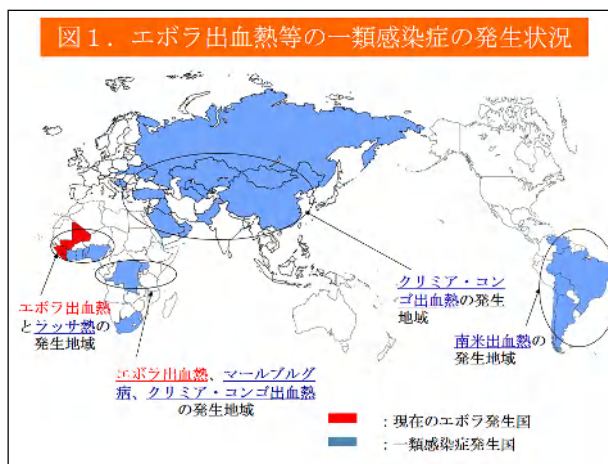 図１．エボラ出血熱等の一類感染症の発生状況
エボラ出血熱
とラッサ熱の
発生地域
エボラ出血熱、マールブルグ
病、クリミア・コンゴ出血熱
の発生地域
クリミア・コン
ゴ出血熱の発生
地域
南米出血熱の
発生地域
：現在のエボラ発生国
：一類感染症発生国